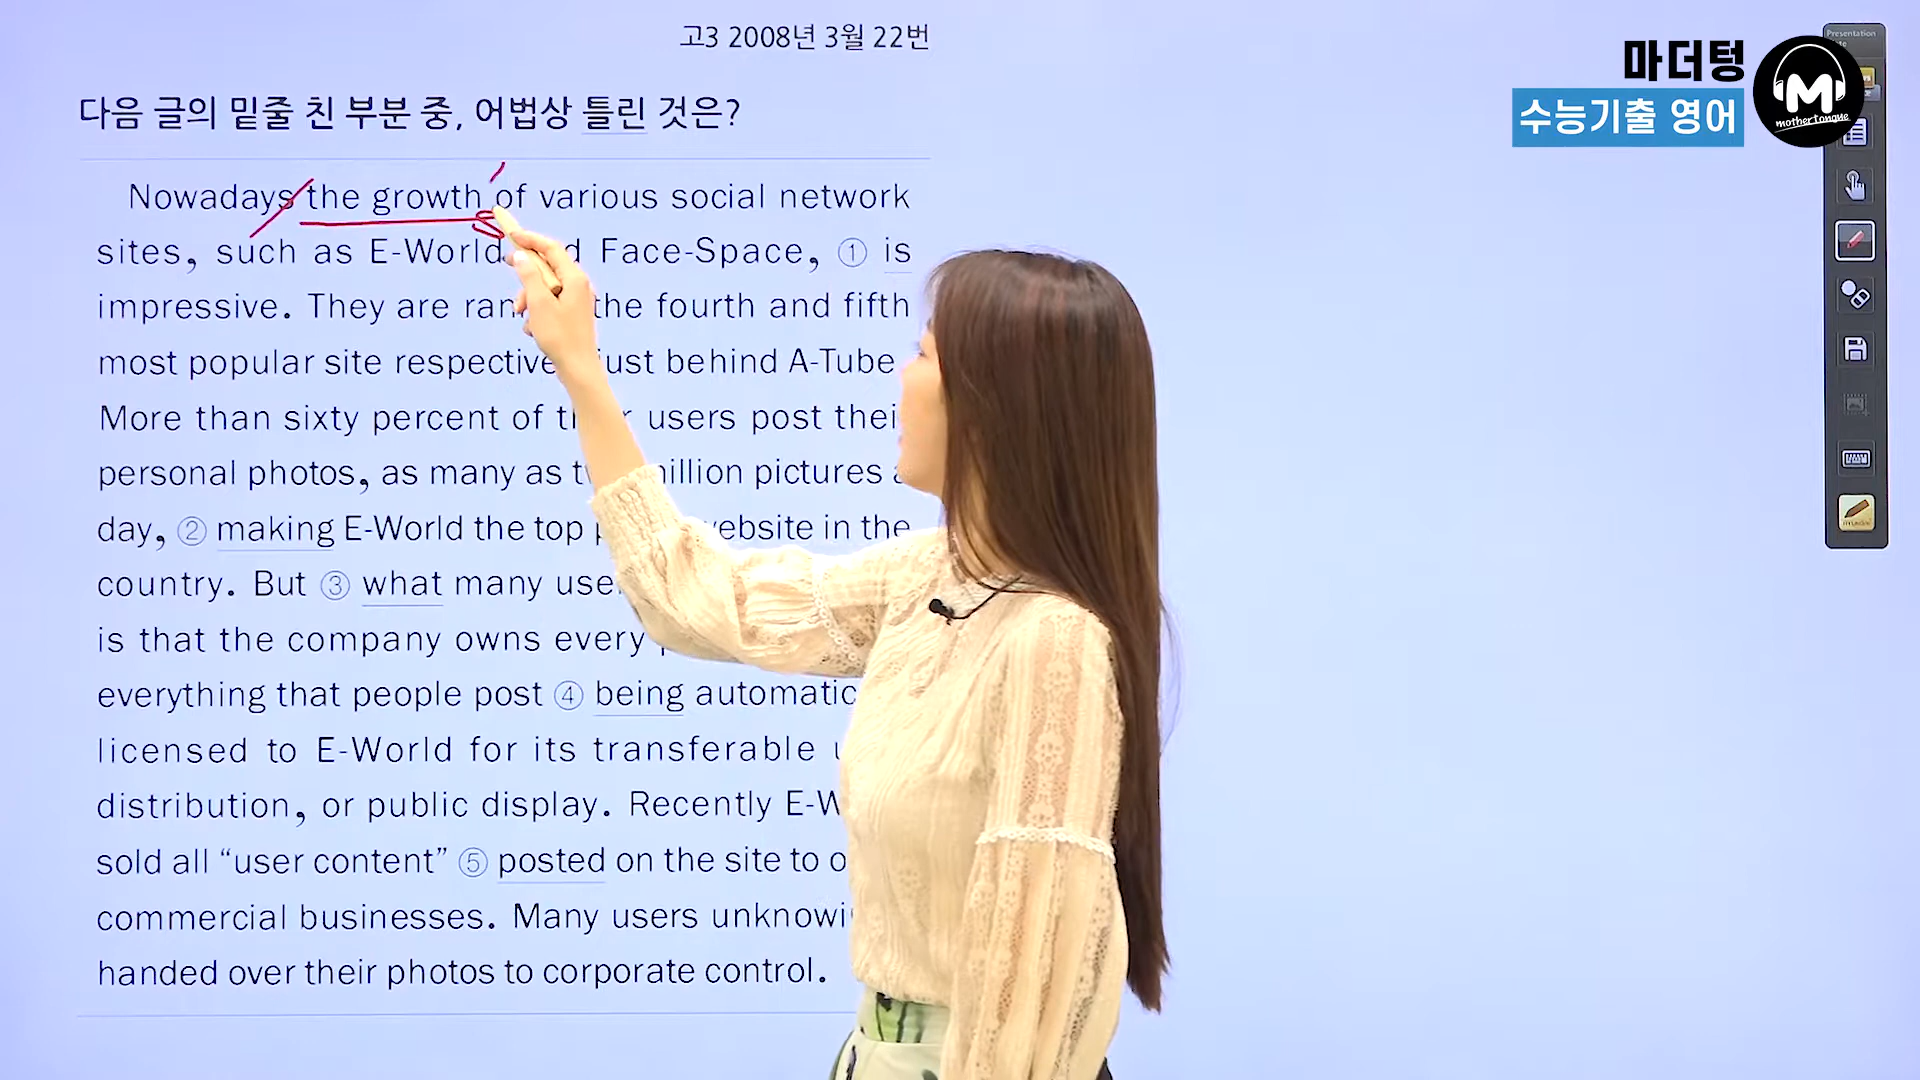 고3 2008년 3월 22번
다음 글의 밑줄 친 부분 중, 어법상 틀린 것은?
Nowadays the growth of various social network
sites, such as E-World Face-Space, ① is
impressive. They are the fourth and fifth
most popular site just behind A-Tube
More than sixty percent of users post
personal photos, as many as pictures
day, ② making E-World the top in the
country. But ③ what many
is that the company owns every
everything that people post ④ being
licensed to E-World for its transferable
distribution, or public display. Recently
sold all “user content” ⑤ posted on the site to
commercial businesses. Many users
handed over their photos to corporate control.
마더텅
수능기출 영어
M
mothertongue
Presentation